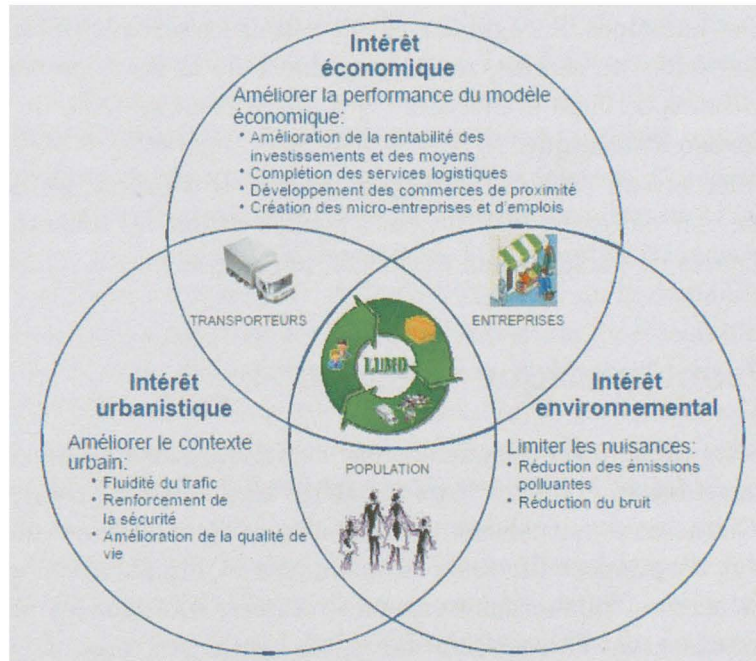 Intérêt
économique
Améliorer la performance du modèle
économique:
• Amélioration de la rentabilité des
investissements et des moyens
• Complétion des services logistiques
• Développement des commerces de proximité
• Création des micro-entreprises et d'emplois
TRANSPORTEURS
ENTREPRISES
LUMD
Intérêt
urbanistique
Améliorer le contexte
urbain:
• Fluidité du trafic
• Renforcement de
la sécurité
• Amélioration de la qualité de
vie
POPULATION
Intérêt
environnemental
Limiter les nuisances:
• Réduction des émissions
polluantes
• Réduction du bruit